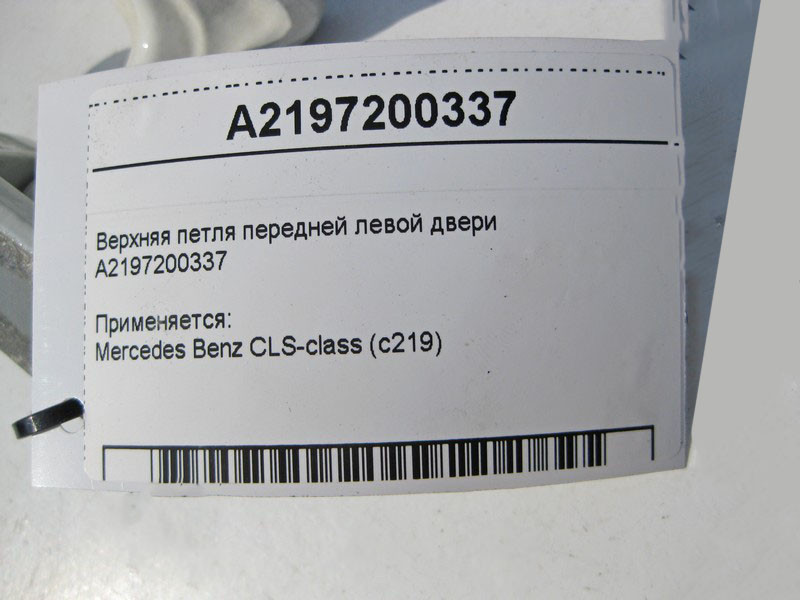 A2197200337
Верхняя петля передней левой двери
A2197200337
Применяется:
Mercedes Benz CLS-class (c219)